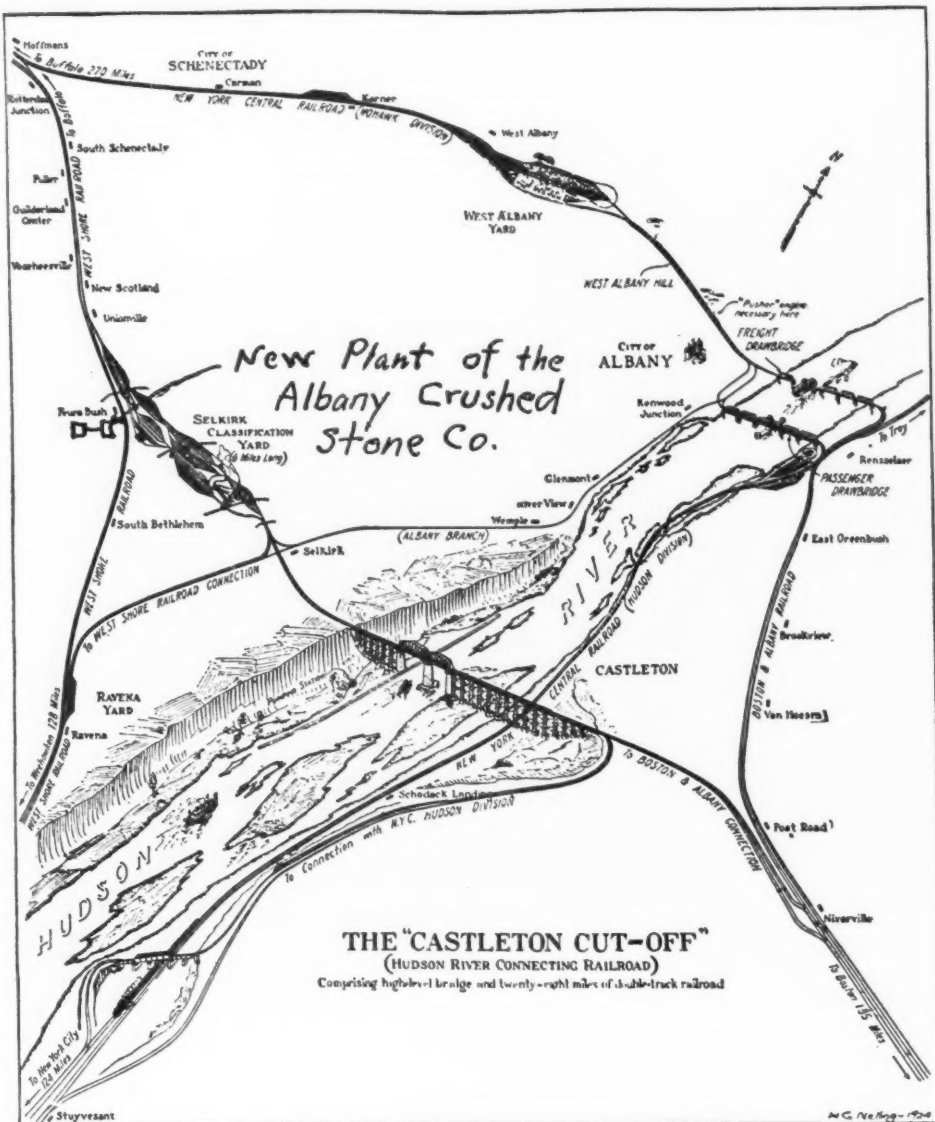 Hoffmans
To Buffalo 270 Miles
CITY OF
SCHENECTADY
Carman
Karner
NEW YORK CENTRAL RAILROAD (MOHAWK DIVISION)
Rotterdam
Junction
To Buffalo
South Schenectady
Fuller
Guilderland
Center
WEST SHORE RAILROAD
Voorheesville
New Scotland
Unionville
West Albany
WEST ALBANY
YARD
N
WEST ALBANY HILL
"Pusher" engine
necessary here
FREIGHT
DRAWBRIDGE
CITY OF
ALBANY
Kenwood
Junction
To Troy
Rensselaer
PASSENGER
DRAWBRIDGE
New Plant of the
Albany Crushed
Stone Co.
Feura Bush
SELKIRK
CLASSIFICATION
YARD
(6 Miles Long)
Glenmont
River View
Wemple
(ALBANY BRANCH)
South Bethlehem
Selkirk
WEST SHORE RAILROAD
To WEST SHORE RAILROAD CONNECTION
East Greenbush
BOSTON & ALBANY RAILROAD
Brookview
Van Hoesen
HUDSON RIVER
NEW YORK CENTRAL RAILROAD (HUDSON DIVISION)
CASTLETON
RAVENA
YARD
Ravena
To Weehawken 128 Miles
WEST SHORE RAILROAD
Schodack Landing
To Connection with N.Y.C. HUDSON DIVISION
To BOSTON & ALBANY CONNECTION
Post Road
Niverville
To Boston 185 Miles
THE "CASTLETON CUT-OFF"
(HUDSON RIVER CONNECTING RAILROAD)
Comprising high-level bridge and twenty-eight miles of double-track railroad
To New York City
124 Miles
Stuyvesant
1924